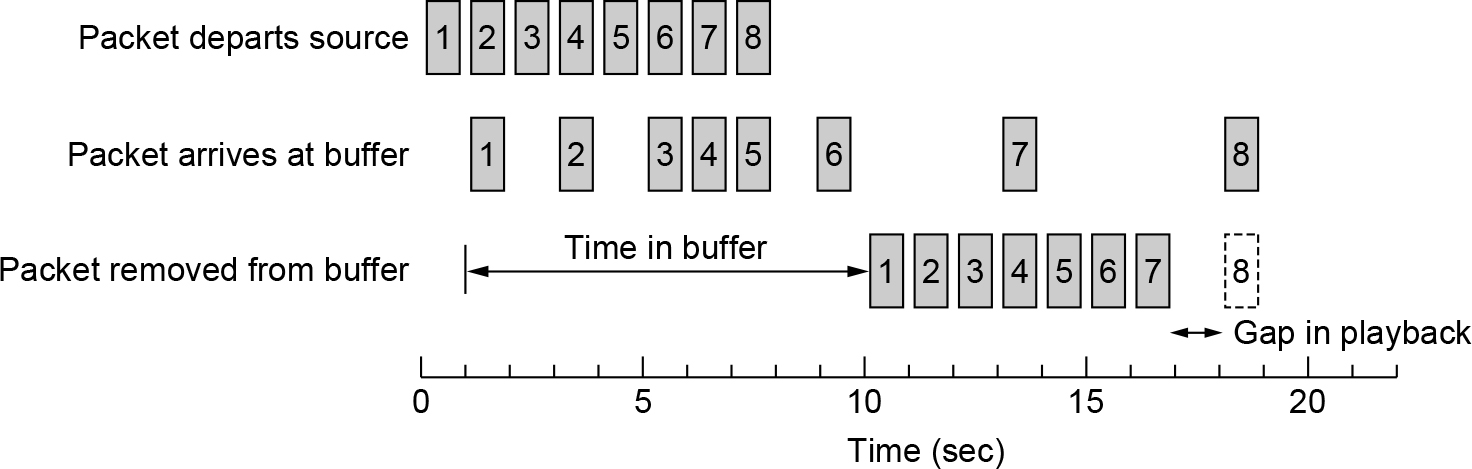 Packet departs source 1 2 3 4 5 6 7 8
Packet arrives at buffer 1 2 3 4 5 6 7 8
Time in buffer
Packet removed from buffer 1 2 3 4 5 6 7 8
Gap in playback
0 5 10 15 20
Time (sec)